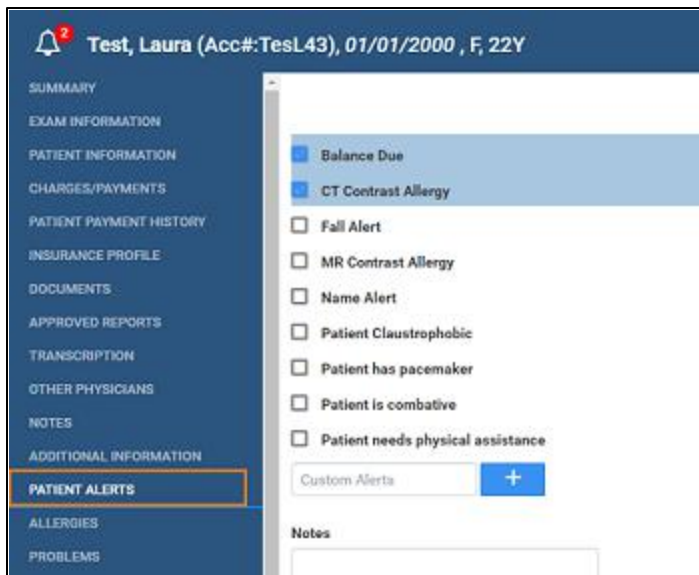 2
Test, Laura (Acc#:TesL43), 01/01/2000 , F, 22Y
SUMMARY
EXAM INFORMATION
PATIENT INFORMATION
CHARGES/PAYMENTS
PATIENT PAYMENT HISTORY
INSURANCE PROFILE
DOCUMENTS
APPROVED REPORTS
TRANSCRIPTION
OTHER PHYSICIANS
NOTES
ADDITIONAL INFORMATION
PATIENT ALERTS
ALLERGIES
PROBLEMS
Balance Due
CT Contrast Allergy
Fall Alert
MR Contrast Allergy
Name Alert
Patient Claustrophobic
Patient has pacemaker
Patient is combative
Patient needs physical assistance
Custom Alerts +
Notes